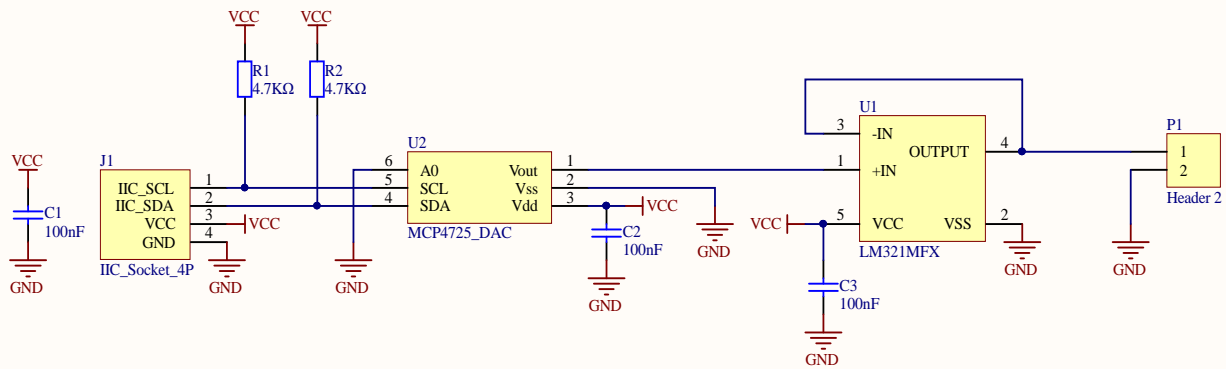 VCC
C1
100nF
GND
J1
IIC_SCL 1
IIC_SDA 2
VCC 3
GND 4
IIC_Socket_4P
VCC
GND
VCC
R1
4.7KΩ
VCC
R2
4.7KΩ
GND
U2
6 A0 Vout 1
5 SCL Vss 2
4 SDA Vdd 3
MCP4725_DAC
VCC
C2
100nF
GND
GND
U1
3 -IN
OUTPUT 4
1 +IN
VCC 5 VCC VSS 2
LM321MFX
C3
100nF
GND
GND
P1
1
2
Header 2
GND